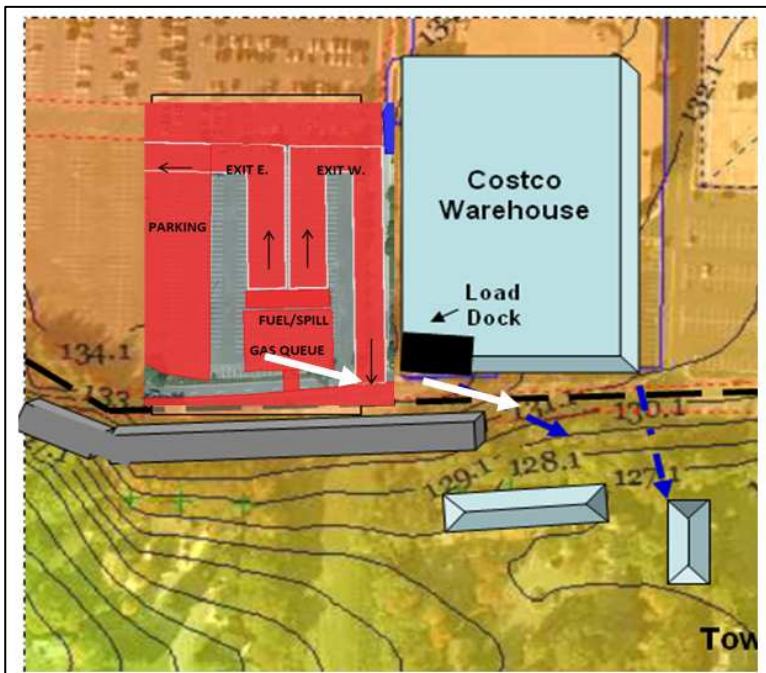 132.1
EXIT E.
EXIT W.
Costco
Warehouse
PARKING
Load
Dock
FUEL/SPILL
GAS QUEUE
134.1
130.1
129.1
128.1
127.1
Tow